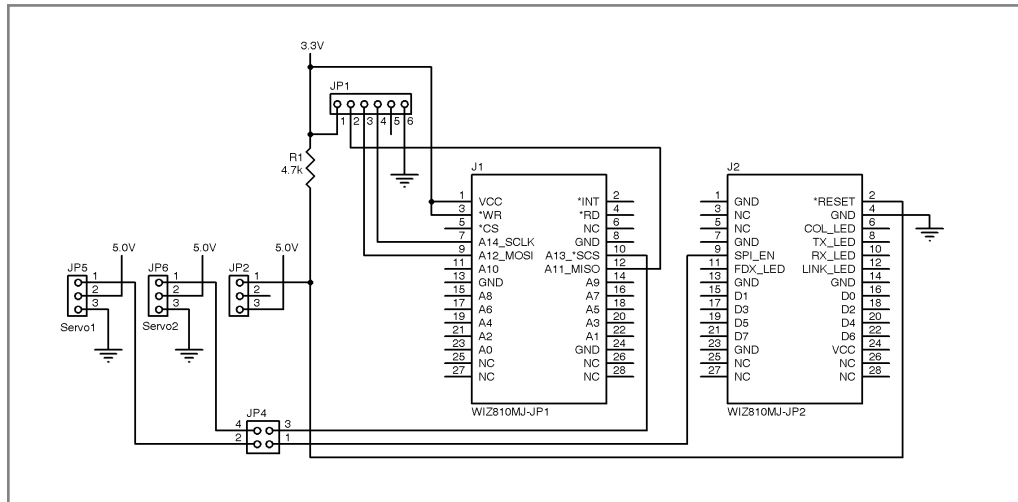 3.3V
JP1
1 2 3 4 5 6
R1
4.7k
J1
1 VCC *INT 2
3 *WR *RD 4
5 *CS NC 6
7 A14_SCLK GND 8
9 A12_MOSI A13_*SCS 10
11 A10 A11_MISO 12
13 GND A9 14
15 A8 A7 16
17 A6 A5 18
19 A4 A3 20
21 A2 A1 22
23 A0 GND 24
25 NC NC 26
27 NC NC 28
WIZ810MJ-JP1
J2
1 GND *RESET 2
3 NC GND 4
5 NC COL_LED 6
7 GND TX_LED 8
9 SPI_EN RX_LED 10
11 FDX_LED LINK_LED 12
13 GND GND 14
15 D1 D0 16
17 D3 D2 18
19 D5 D4 20
21 D7 D6 22
23 GND VCC 24
25 NC NC 26
27 NC NC 28
WIZ810MJ-JP2
5.0V
JP5
1
2
3
Servo1
5.0V
JP6
1
2
3
Servo2
5.0V
JP2
1
2
3
JP4
4 3
2 1